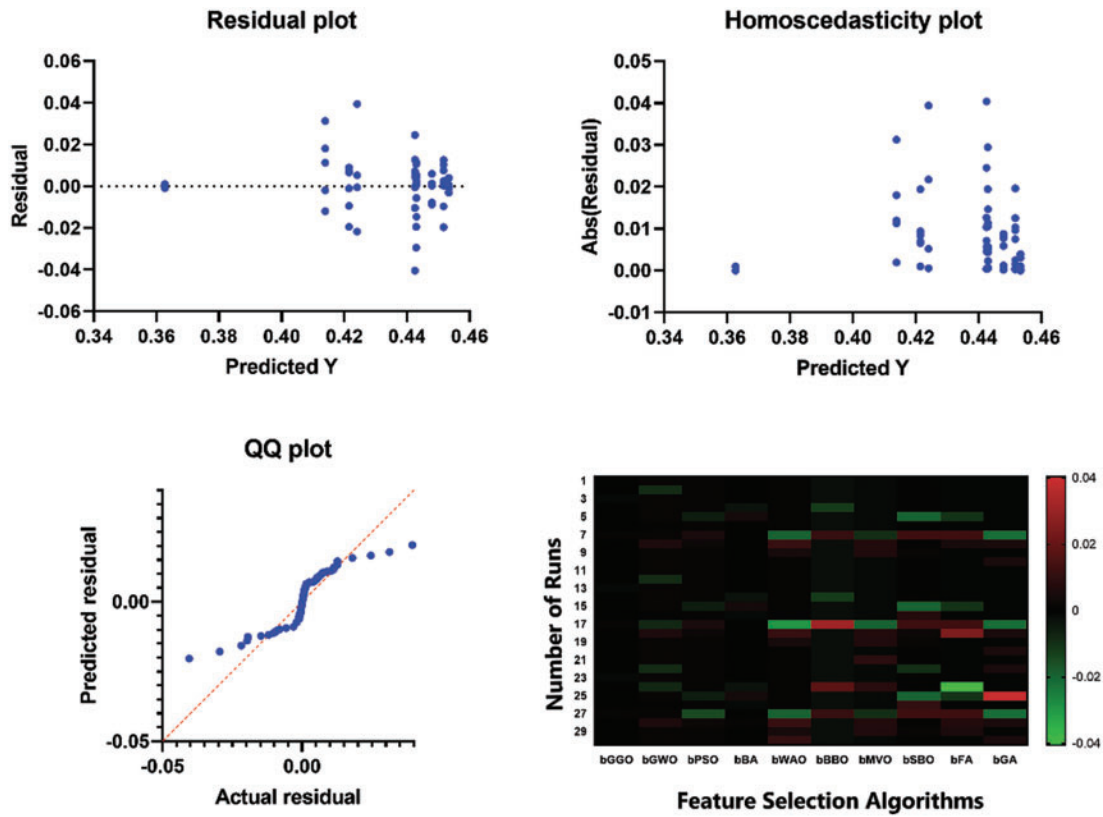 Residual plot
0.06
0.04
0.02
0.00
-0.02
-0.04
-0.06
Residual
0.34 0.36 0.38 0.40 0.42 0.44 0.46
Predicted Y
Homoscedasticity plot
0.05
0.04
0.03
0.02
0.01
0.00
-0.01
Abs(Residual)
0.34 0.36 0.38 0.40 0.42 0.44 0.46
Predicted Y
QQ plot
Predicted residual
0.00
-0.05
-0.05 0.00
Actual residual
Number of Runs
1
3
5
7
9
11
13
15
17
19
21
23
25
27
29
bGGO bGWO bPSO bBA bWAO bBBO bMVO bSBO bFA bGA
Feature Selection Algorithms
0.04
0.02
0
-0.02
-0.04